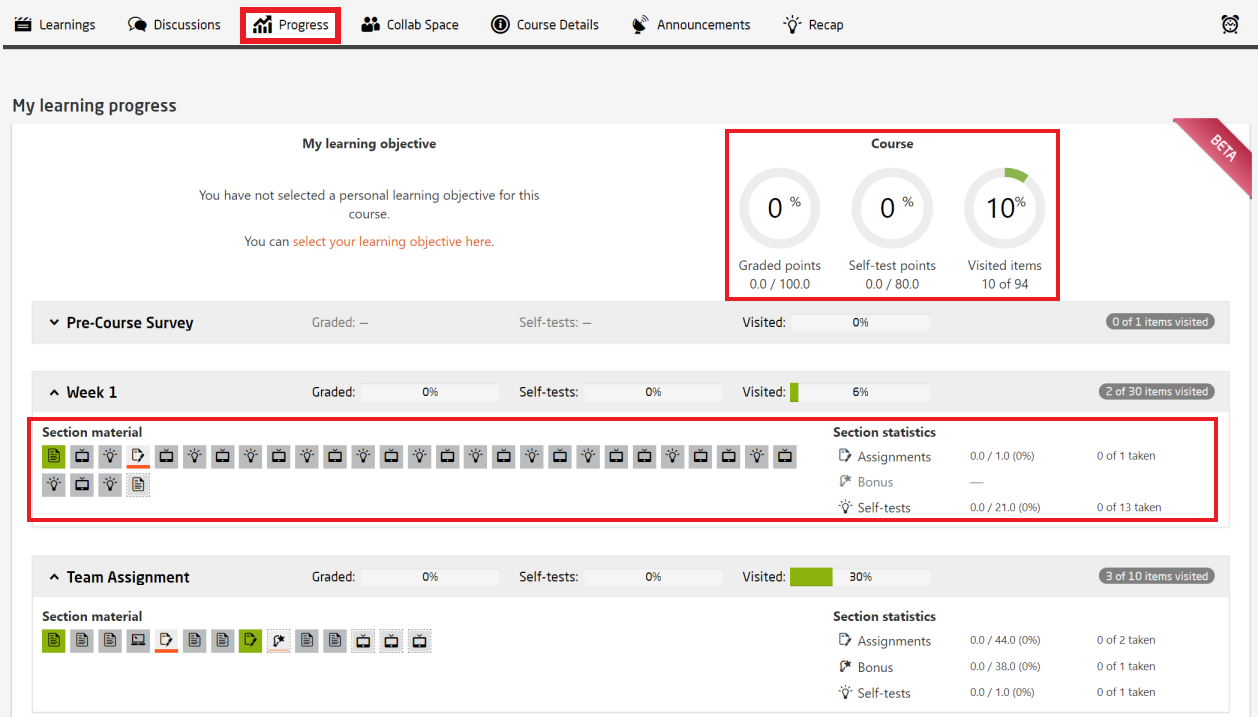 Learnings Discussions Progress Collab Space Course Details Announcements Recap
My learning progress
My learning objective
You have not selected a personal learning objective for this
course.
You can select your learning objective here.
Course
0 % 0 % 10%
Graded points Self-test points Visited items
0.0 / 100.0 0.0 / 80.0 10 of 94
BETA
Pre-Course Survey Graded: — Self-tests: — Visited: 0% 0 of 1 items visited
Week 1 Graded: 0% Self-tests: 0% Visited: 6% 2 of 30 items visited
Section material
Section statistics
Assignments 0.0 / 1.0 (0%) 0 of 1 taken
Bonus —
Self-tests 0.0 / 21.0 (0%) 0 of 13 taken
Team Assignment Graded: 0% Self-tests: 0% Visited: 30% 3 of 10 items visited
Section material
Section statistics
Assignments 0.0 / 44.0 (0%) 0 of 2 taken
Bonus 0.0 / 38.0 (0%) 0 of 1 taken
Self-tests 0.0 / 1.0 (0%) 0 of 1 taken